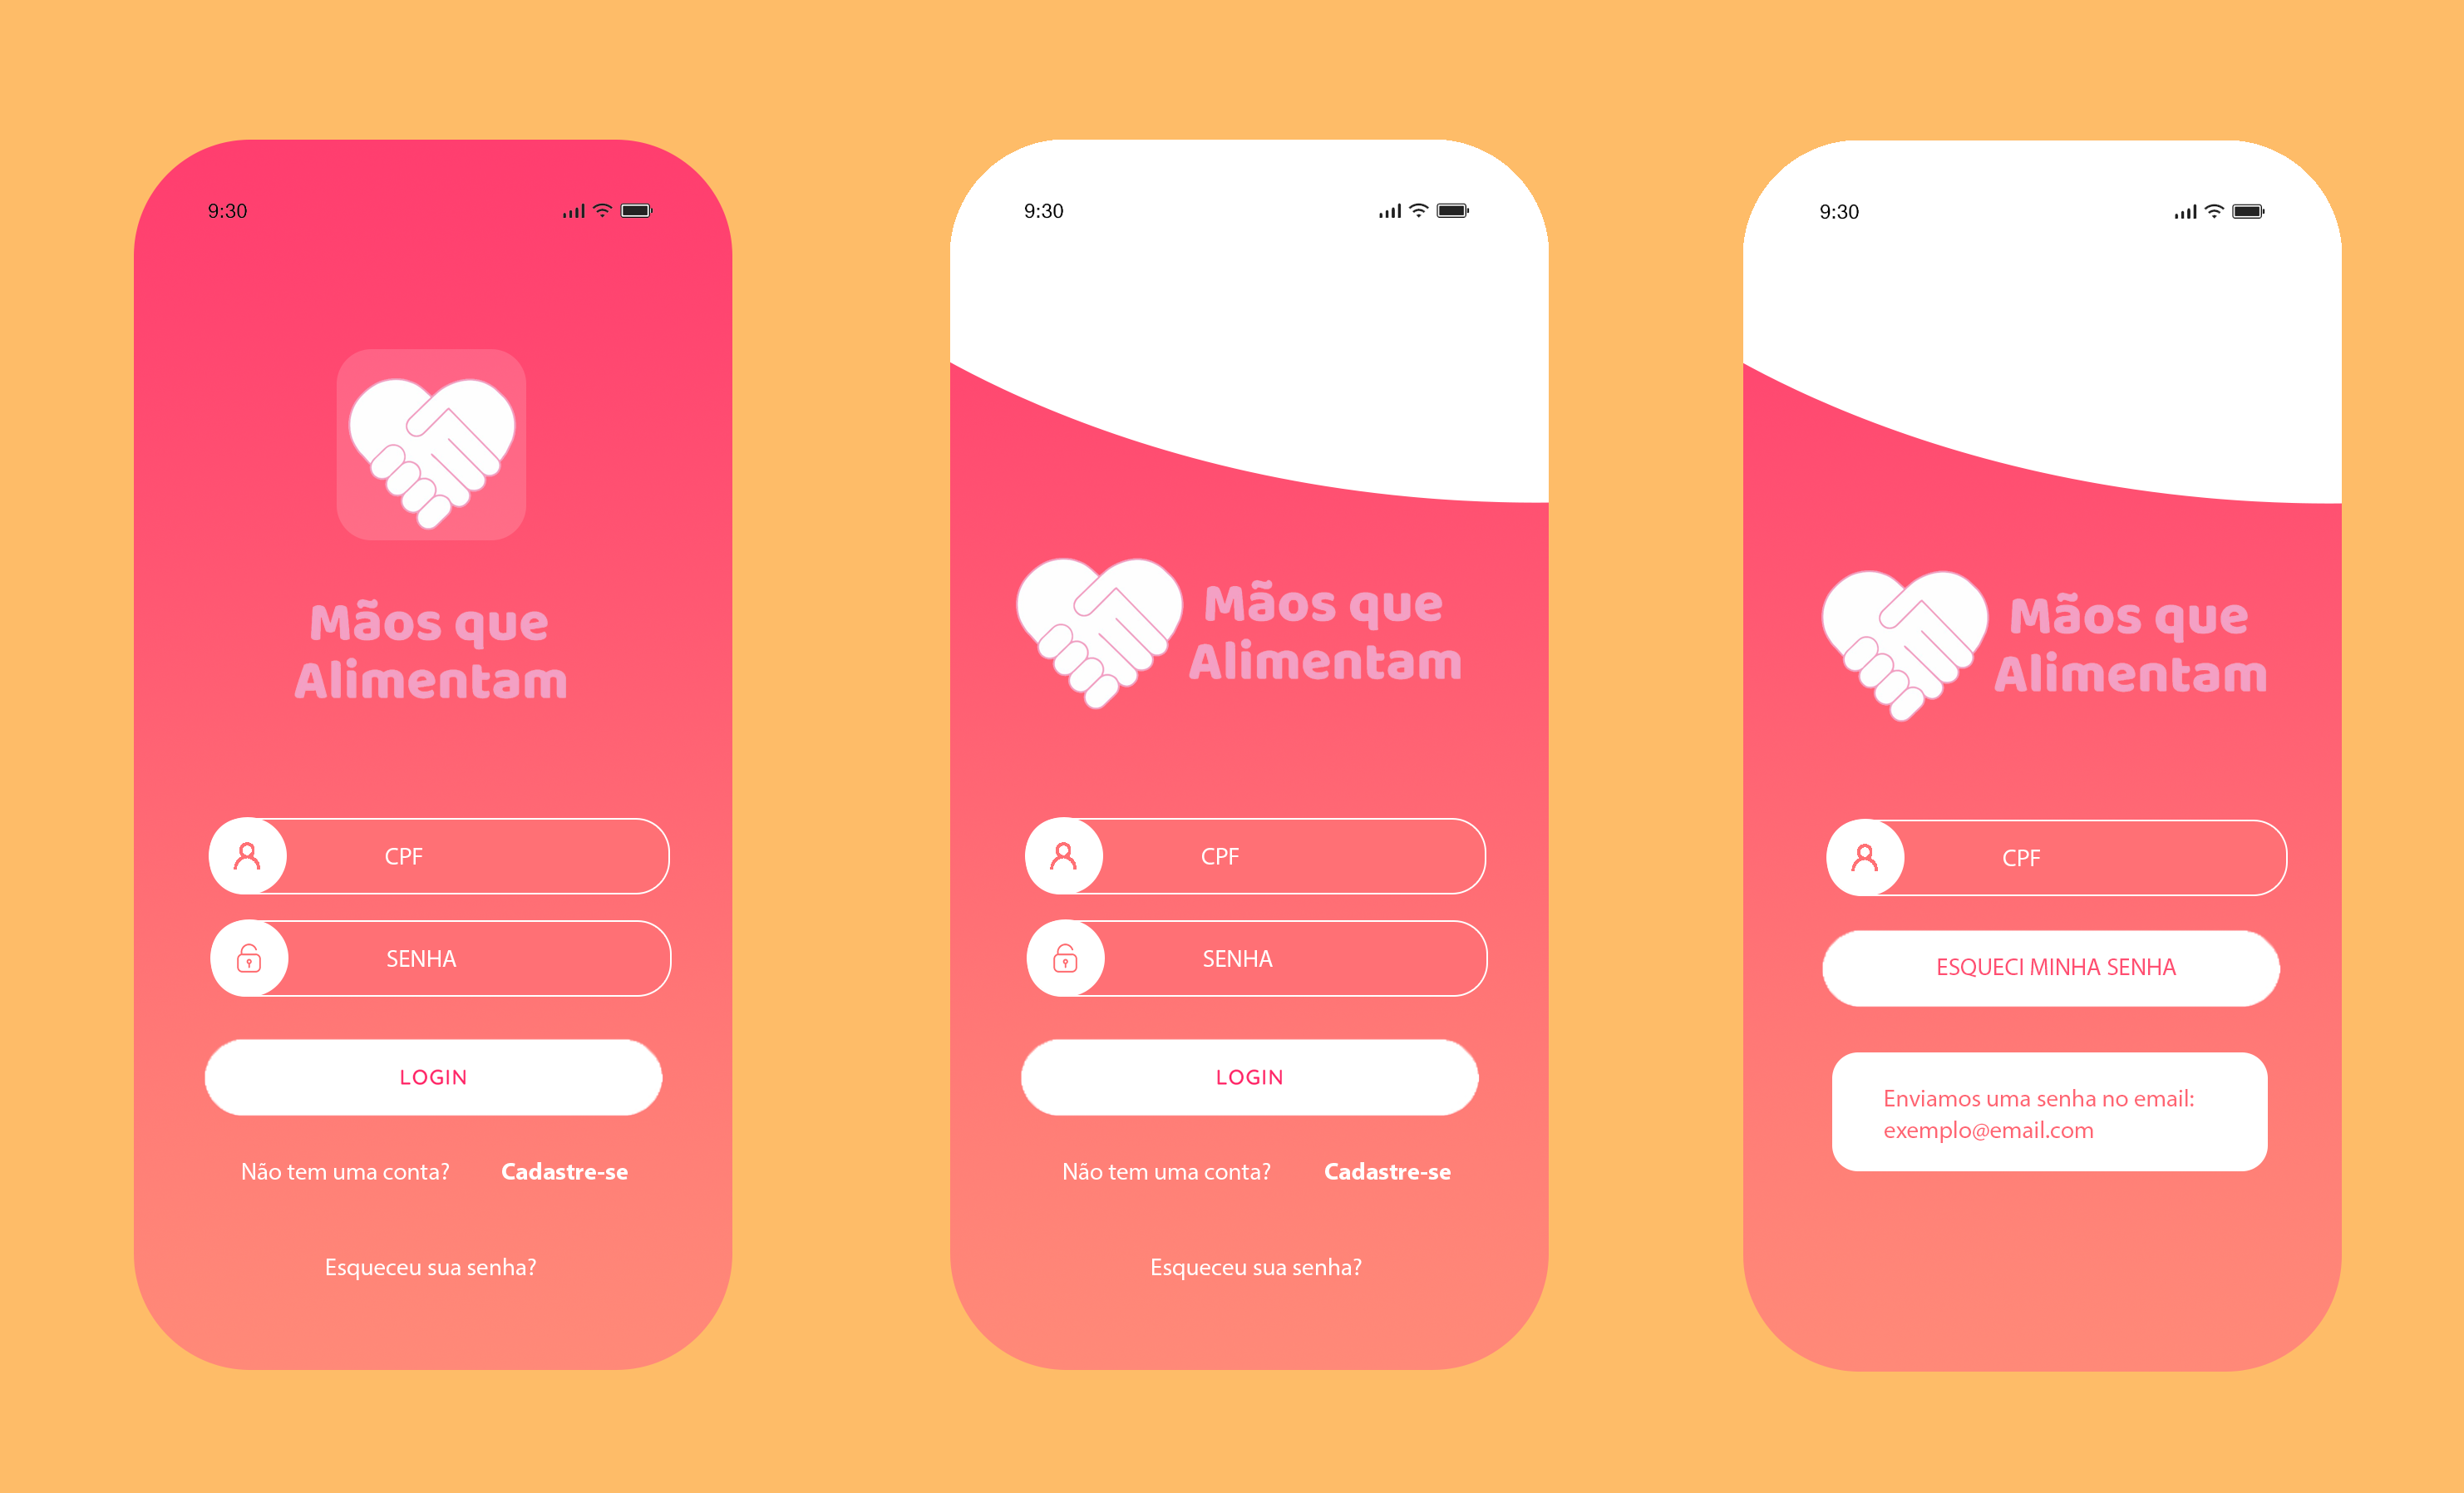 9:30
Mãos que
Alimentam
CPF
SENHA
LOGIN
Não tem uma conta? Cadastre-se
Esqueceu sua senha?
9:30
Mãos que
Alimentam
CPF
SENHA
LOGIN
Não tem uma conta? Cadastre-se
Esqueceu sua senha?
9:30
Mãos que
Alimentam
CPF
ESQUECI MINHA SENHA
Enviamos uma senha no email:
exemplo@email.com